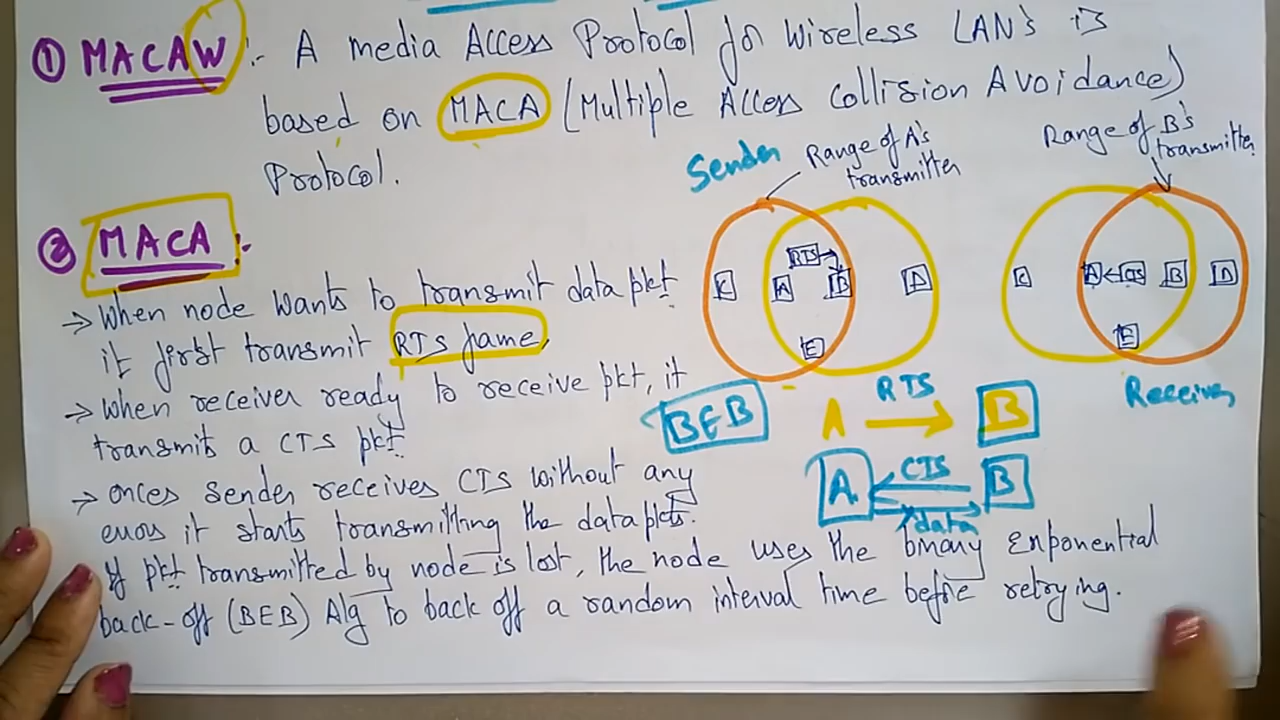 ① MACAW :- A media Access Protocol for Wireless LAN's is
based on MACA (Multiple Access Collision Avoidance)
Protocol.
② MACA :-
→ When node wants to transmit data pkt
it first transmit RTS fame,
→ When receiver ready to receive pkt, it
transmit a CTS pkt.
→ onces sender receives CTS without any
error it starts transmitting the data pkts.
If pkt transmitted by node is lost, the node uses the binary Exponential
back-off (BEB) Alg to back off a random interval time before retrying.
Sender
Range of A's
transmitter
C A RTS → B D
E
Range of B's
transmitter
C A ← CTS B D
E
Receiver
BEB
A RTS → B
A CTS B
data